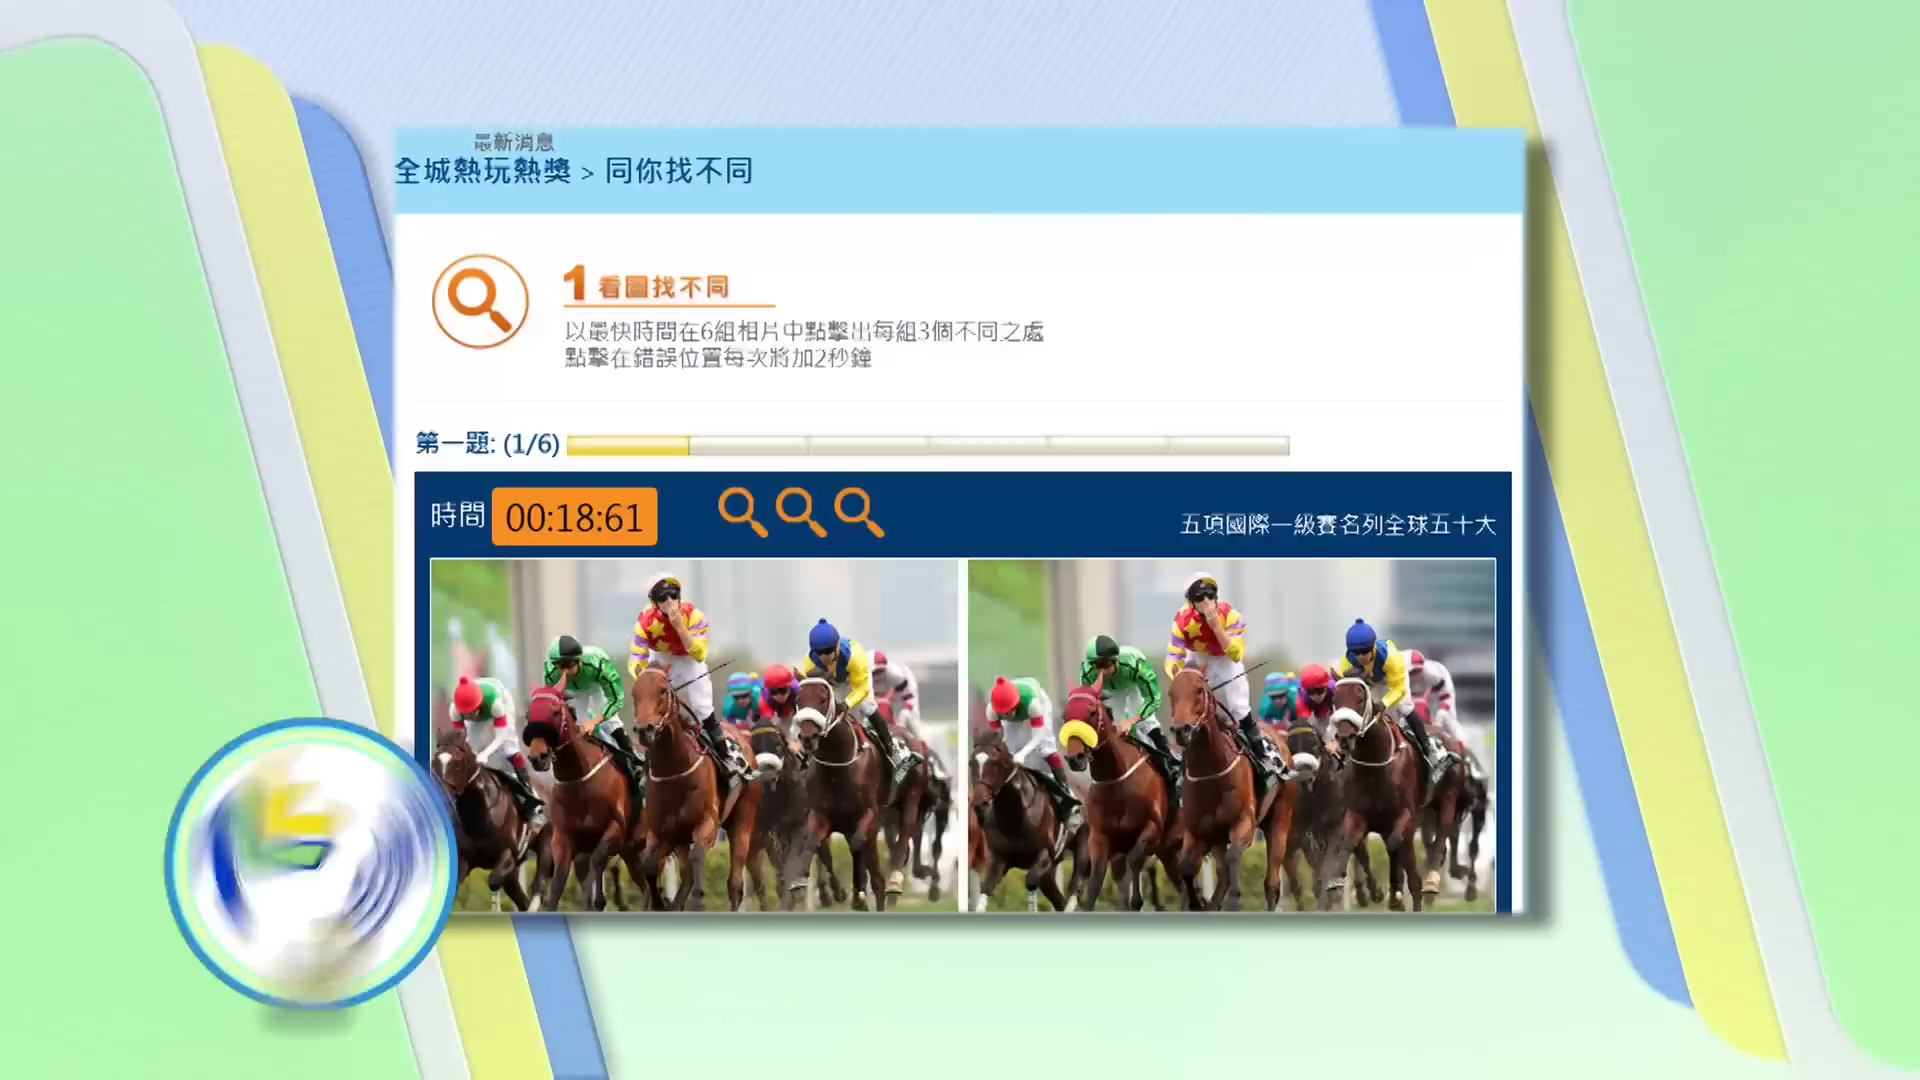 最新消息
全城熱玩熱獎 > 同你找不同
1 看圖找不同
以最快時間在6組相片中點擊出每組3個不同之處
點擊在錯誤位置每次將加2秒鐘
第一題: (1/6)
時間 00:18:61
五項國際一級賽名列全球五十大